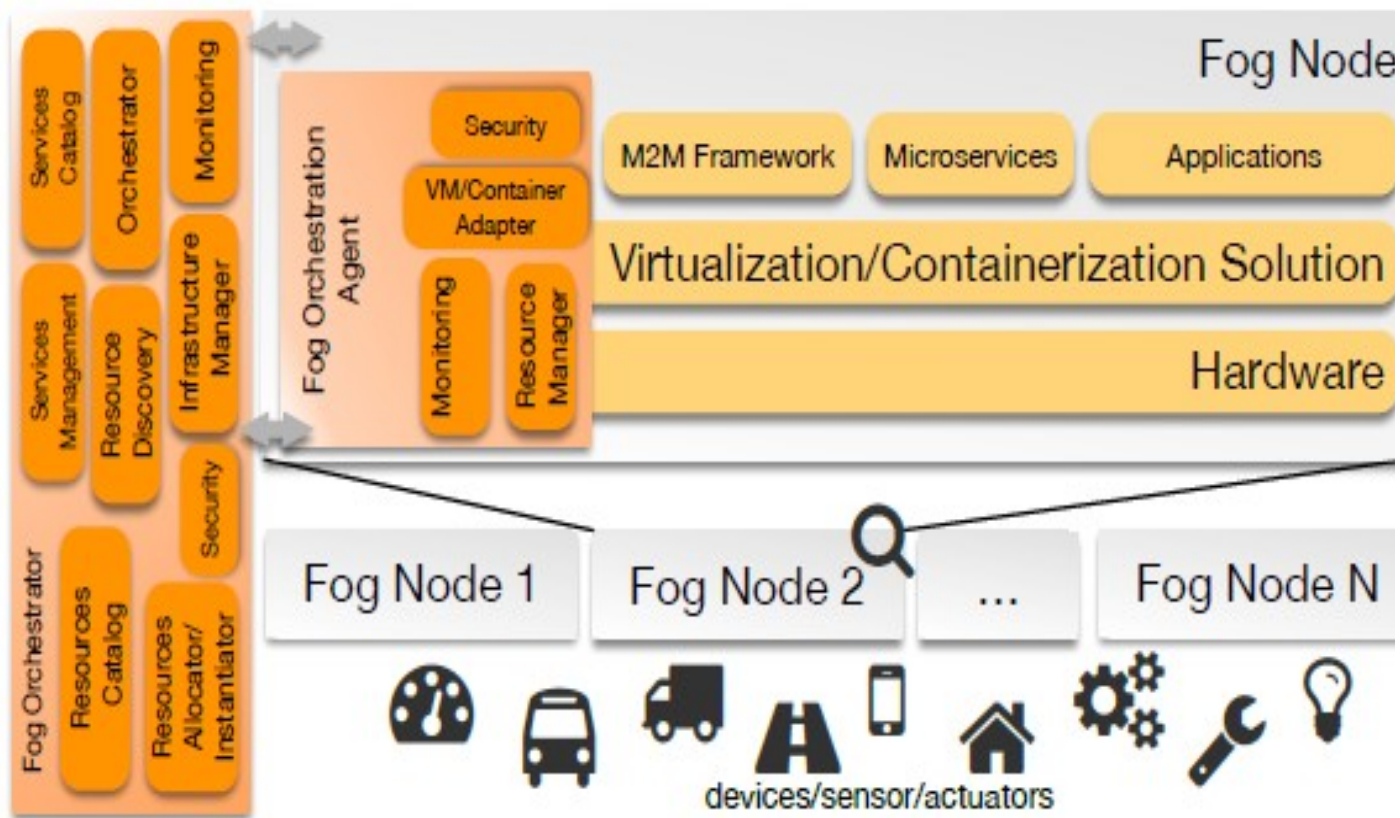 Services
Catalog
Orchestrator
Monitoring
Services
Management
Resource
Discovery
Infrastructure
Manager
Security
Fog Orchestrator
Resources
Catalog
Resources
Allocator/
Instantiator
Fog Orchestration
Agent
Security
VM/Container
Adapter
Monitoring
Resource
Manager
Fog Node
M2M Framework
Microservices
Applications
Virtualization/Containerization Solution
Hardware
Fog Node 1
Fog Node 2
...
Fog Node N
devices/sensor/actuators